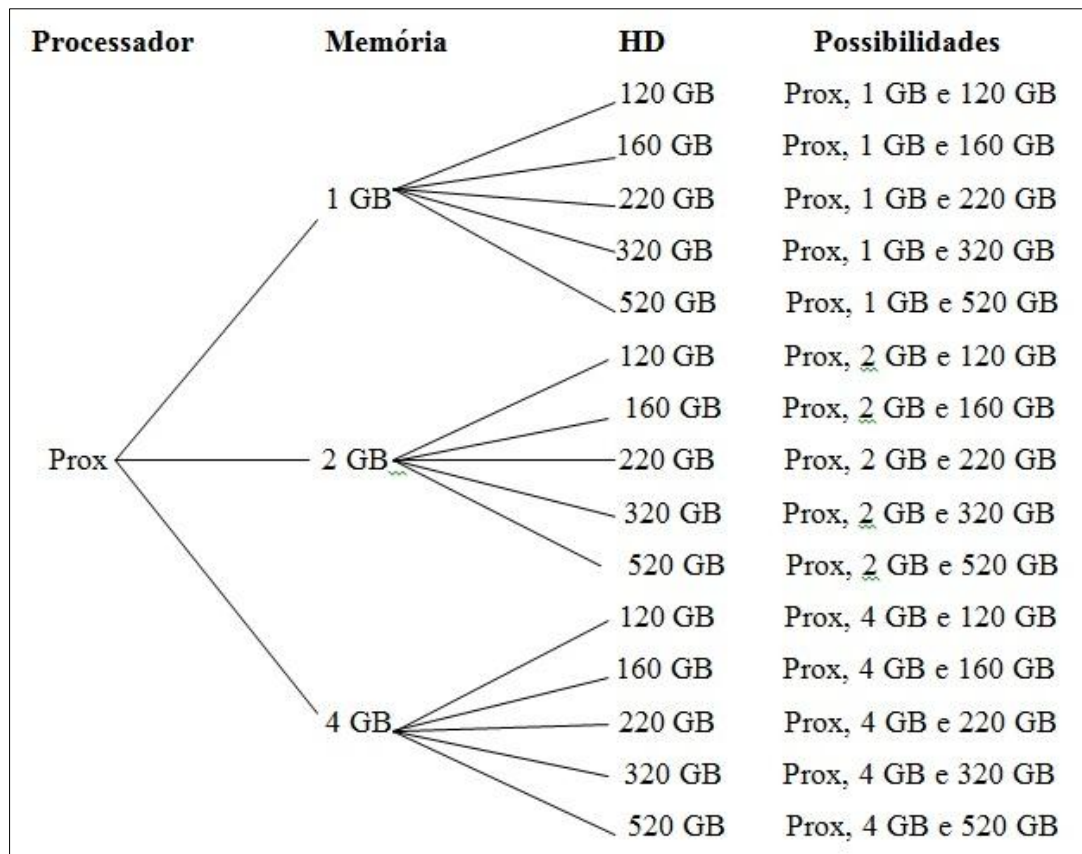 Processador Memória HD Possibilidades
120 GB Prox, 1 GB e 120 GB
160 GB Prox, 1 GB e 160 GB
1 GB 220 GB Prox, 1 GB e 220 GB
320 GB Prox, 1 GB e 320 GB
520 GB Prox, 1 GB e 520 GB
120 GB Prox, 2 GB e 120 GB
160 GB Prox, 2 GB e 160 GB
Prox 2 GB 220 GB Prox, 2 GB e 220 GB
320 GB Prox, 2 GB e 320 GB
520 GB Prox, 2 GB e 520 GB
120 GB Prox, 4 GB e 120 GB
160 GB Prox, 4 GB e 160 GB
4 GB 220 GB Prox, 4 GB e 220 GB
320 GB Prox, 4 GB e 320 GB
520 GB Prox, 4 GB e 520 GB